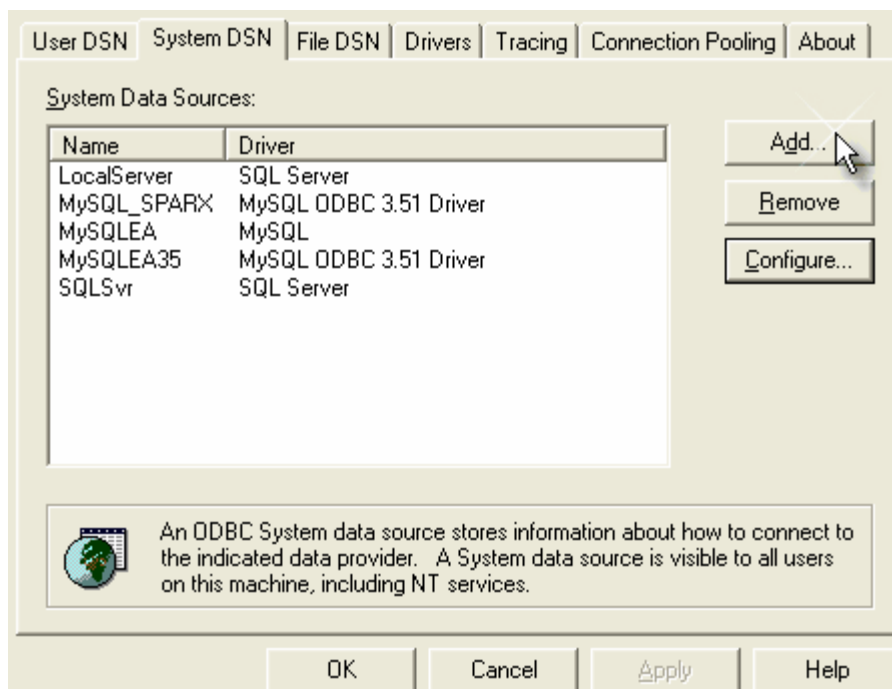 User DSN System DSN File DSN Drivers Tracing Connection Pooling About
System Data Sources:
Name Driver
LocalServer SQL Server
MySQL_SPARX MySQL ODBC 3.51 Driver
MySQLEA MySQL
MySQLEA35 MySQL ODBC 3.51 Driver
SQLSvr SQL Server
Add...
Remove
Configure...
An ODBC System data source stores information about how to connect to
the indicated data provider. A System data source is visible to all users
on this machine, including NT services.
OK Cancel Apply Help